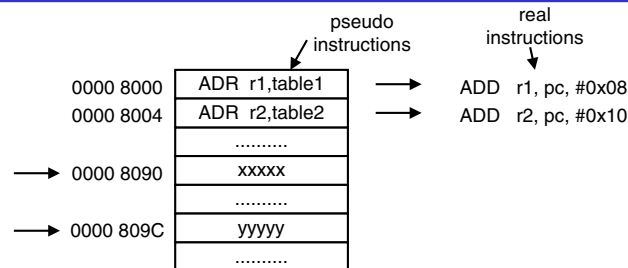 pseudo instructions
real instructions
0000 8000 ADR r1,table1 ADD r1, pc, #0x08
0000 8004 ADR r2,table2 ADD r2, pc, #0x10
..........
0000 8090 xxxxx
..........
0000 809C yyyyy
..........